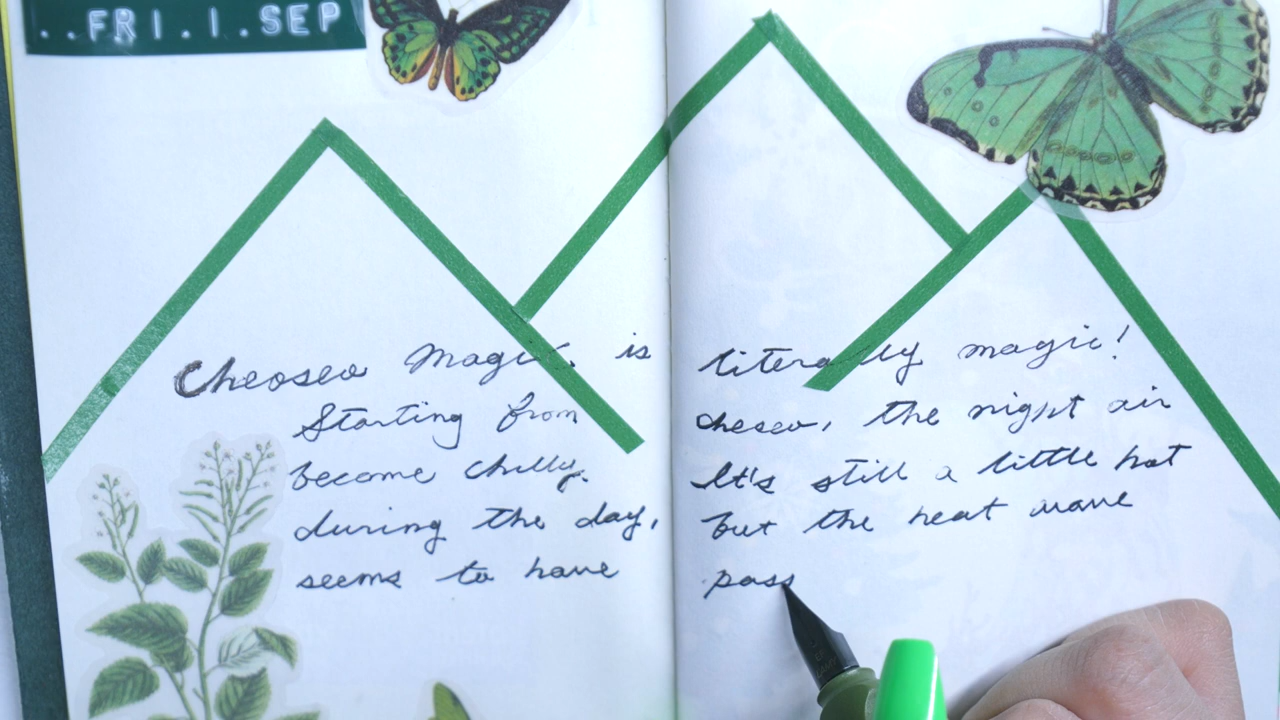 ..FRI.1.SEP
Cheoseo Magic. is literally magic!
Starting from cheseo, the night air
become chilly. It's still a little hot
during the day, but the heat wave
seems to have pass